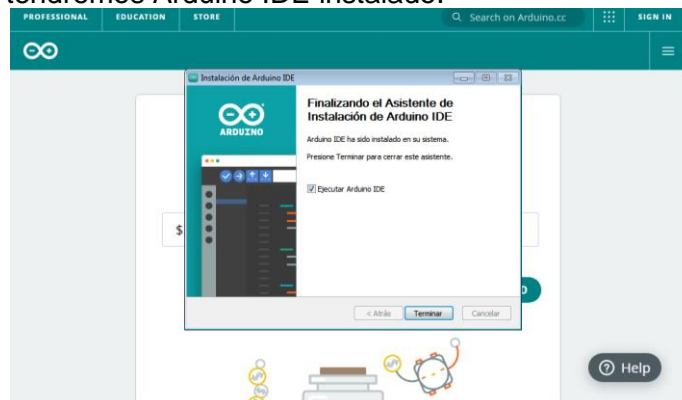 tendremos Arduino IDE instalado.
PROFESSIONAL EDUCATION STORE Search on Arduino.cc SIGN IN
Instalación de Arduino IDE
ARDUINO
Finalizando el Asistente de
Instalación de Arduino IDE
Arduino IDE ha sido instalado en su sistema.
Presione Terminar para cerrar este asistente.
Ejecutar Arduino IDE
$
D
< Atrás Terminar Cancelar
Help